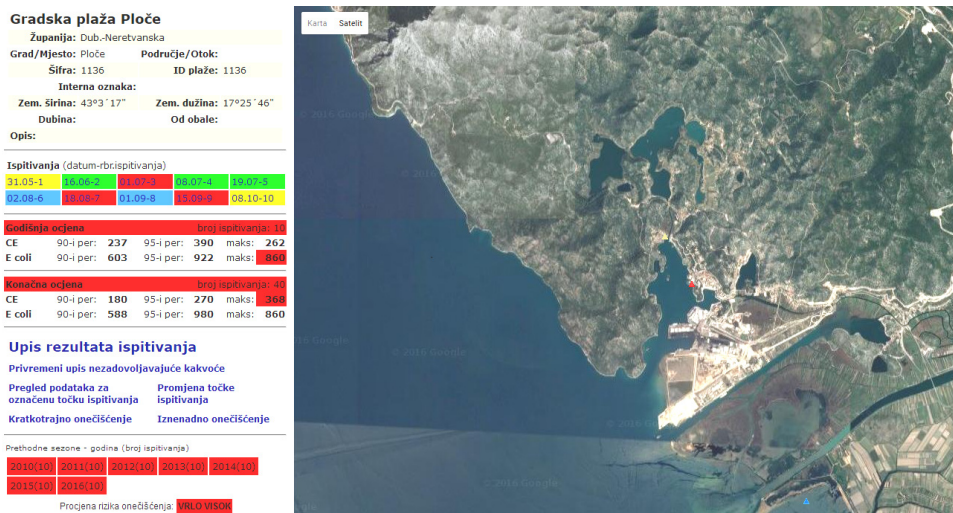 Gradska plaža Ploče
Županija: Dub.-Neretvanska
Grad/Mjesto: Ploče Područje/Otok:
Šifra: 1136 ID plaže: 1136
Interna oznaka:
Zem. širina: 43°3´17" Zem. dužina: 17°25´46"
Dubina: Od obale:
Opis:
Ispitivanja (datum-rbr.ispitivanja)
31.05-1 16.06-2 01.07-3 08.07-4 19.07-5
02.08-6 18.08-7 01.09-8 15.09-9 08.10-10
Godišnja ocjena broj ispitivanja: 10
CE 90-i per: 237 95-i per: 390 maks: 262
E coli 90-i per: 603 95-i per: 922 maks: 860
Konačna ocjena broj ispitivanja: 40
CE 90-i per: 180 95-i per: 270 maks: 368
E coli 90-i per: 588 95-i per: 980 maks: 860
Upis rezultata ispitivanja
Privremeni upis nezadovoljavajuće kakvoće
Pregled podataka za označenu točku ispitivanja
Promjena točke ispitivanja
Kratkotrajno onečišćenje Iznenadno onečišćenje
Prethodne sezone - godina (broj ispitivanja)
2010(10) 2011(10) 2012(10) 2013(10) 2014(10)
2015(10) 2016(10)
Procjena rizika onečišćenja: VRLO VISOK
Karta Satelit
© 2016 Google
© 2016
2016 Google
© 2016 Google
© 2016 Google
© 2016 Google